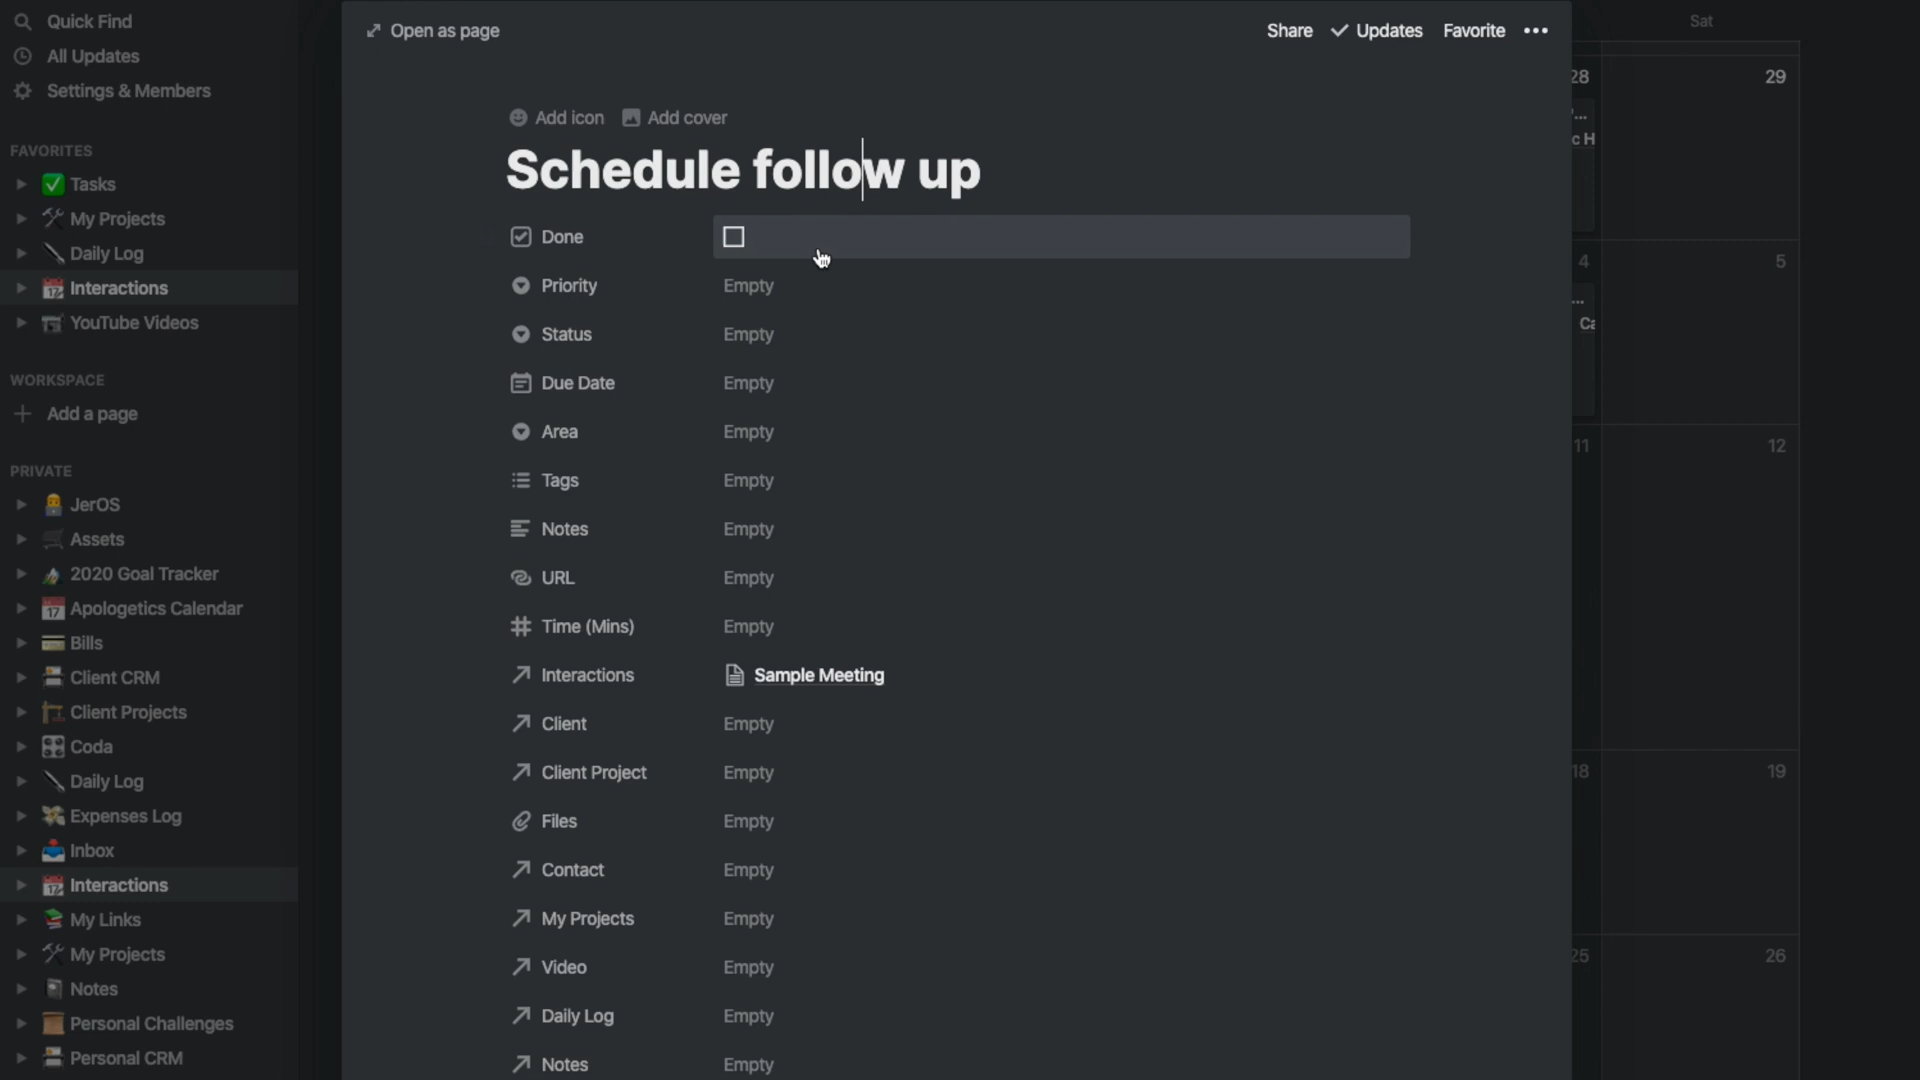 Quick Find
All Updates
Settings & Members
FAVORITES
Tasks
My Projects
Daily Log
Interactions
YouTube Videos
WORKSPACE
Add a page
PRIVATE
JerOS
Assets
2020 Goal Tracker
Apologetics Calendar
Bills
Client CRM
Client Projects
Coda
Daily Log
Expenses Log
Inbox
Interactions
My Links
My Projects
Notes
Personal Challenges
Personal CRM
Open as page
Share Updates Favorite •••
Add icon Add cover
Schedule follow up
Done
Priority Empty
Status Empty
Due Date Empty
Area Empty
Tags Empty
Notes Empty
URL Empty
Time (Mins) Empty
Interactions Sample Meeting
Client Empty
Client Project Empty
Files Empty
Contact Empty
My Projects Empty
Video Empty
Daily Log Empty
Notes Empty
Sat
28 29
c H
4 5
Ca
11 12
18 19
25 26